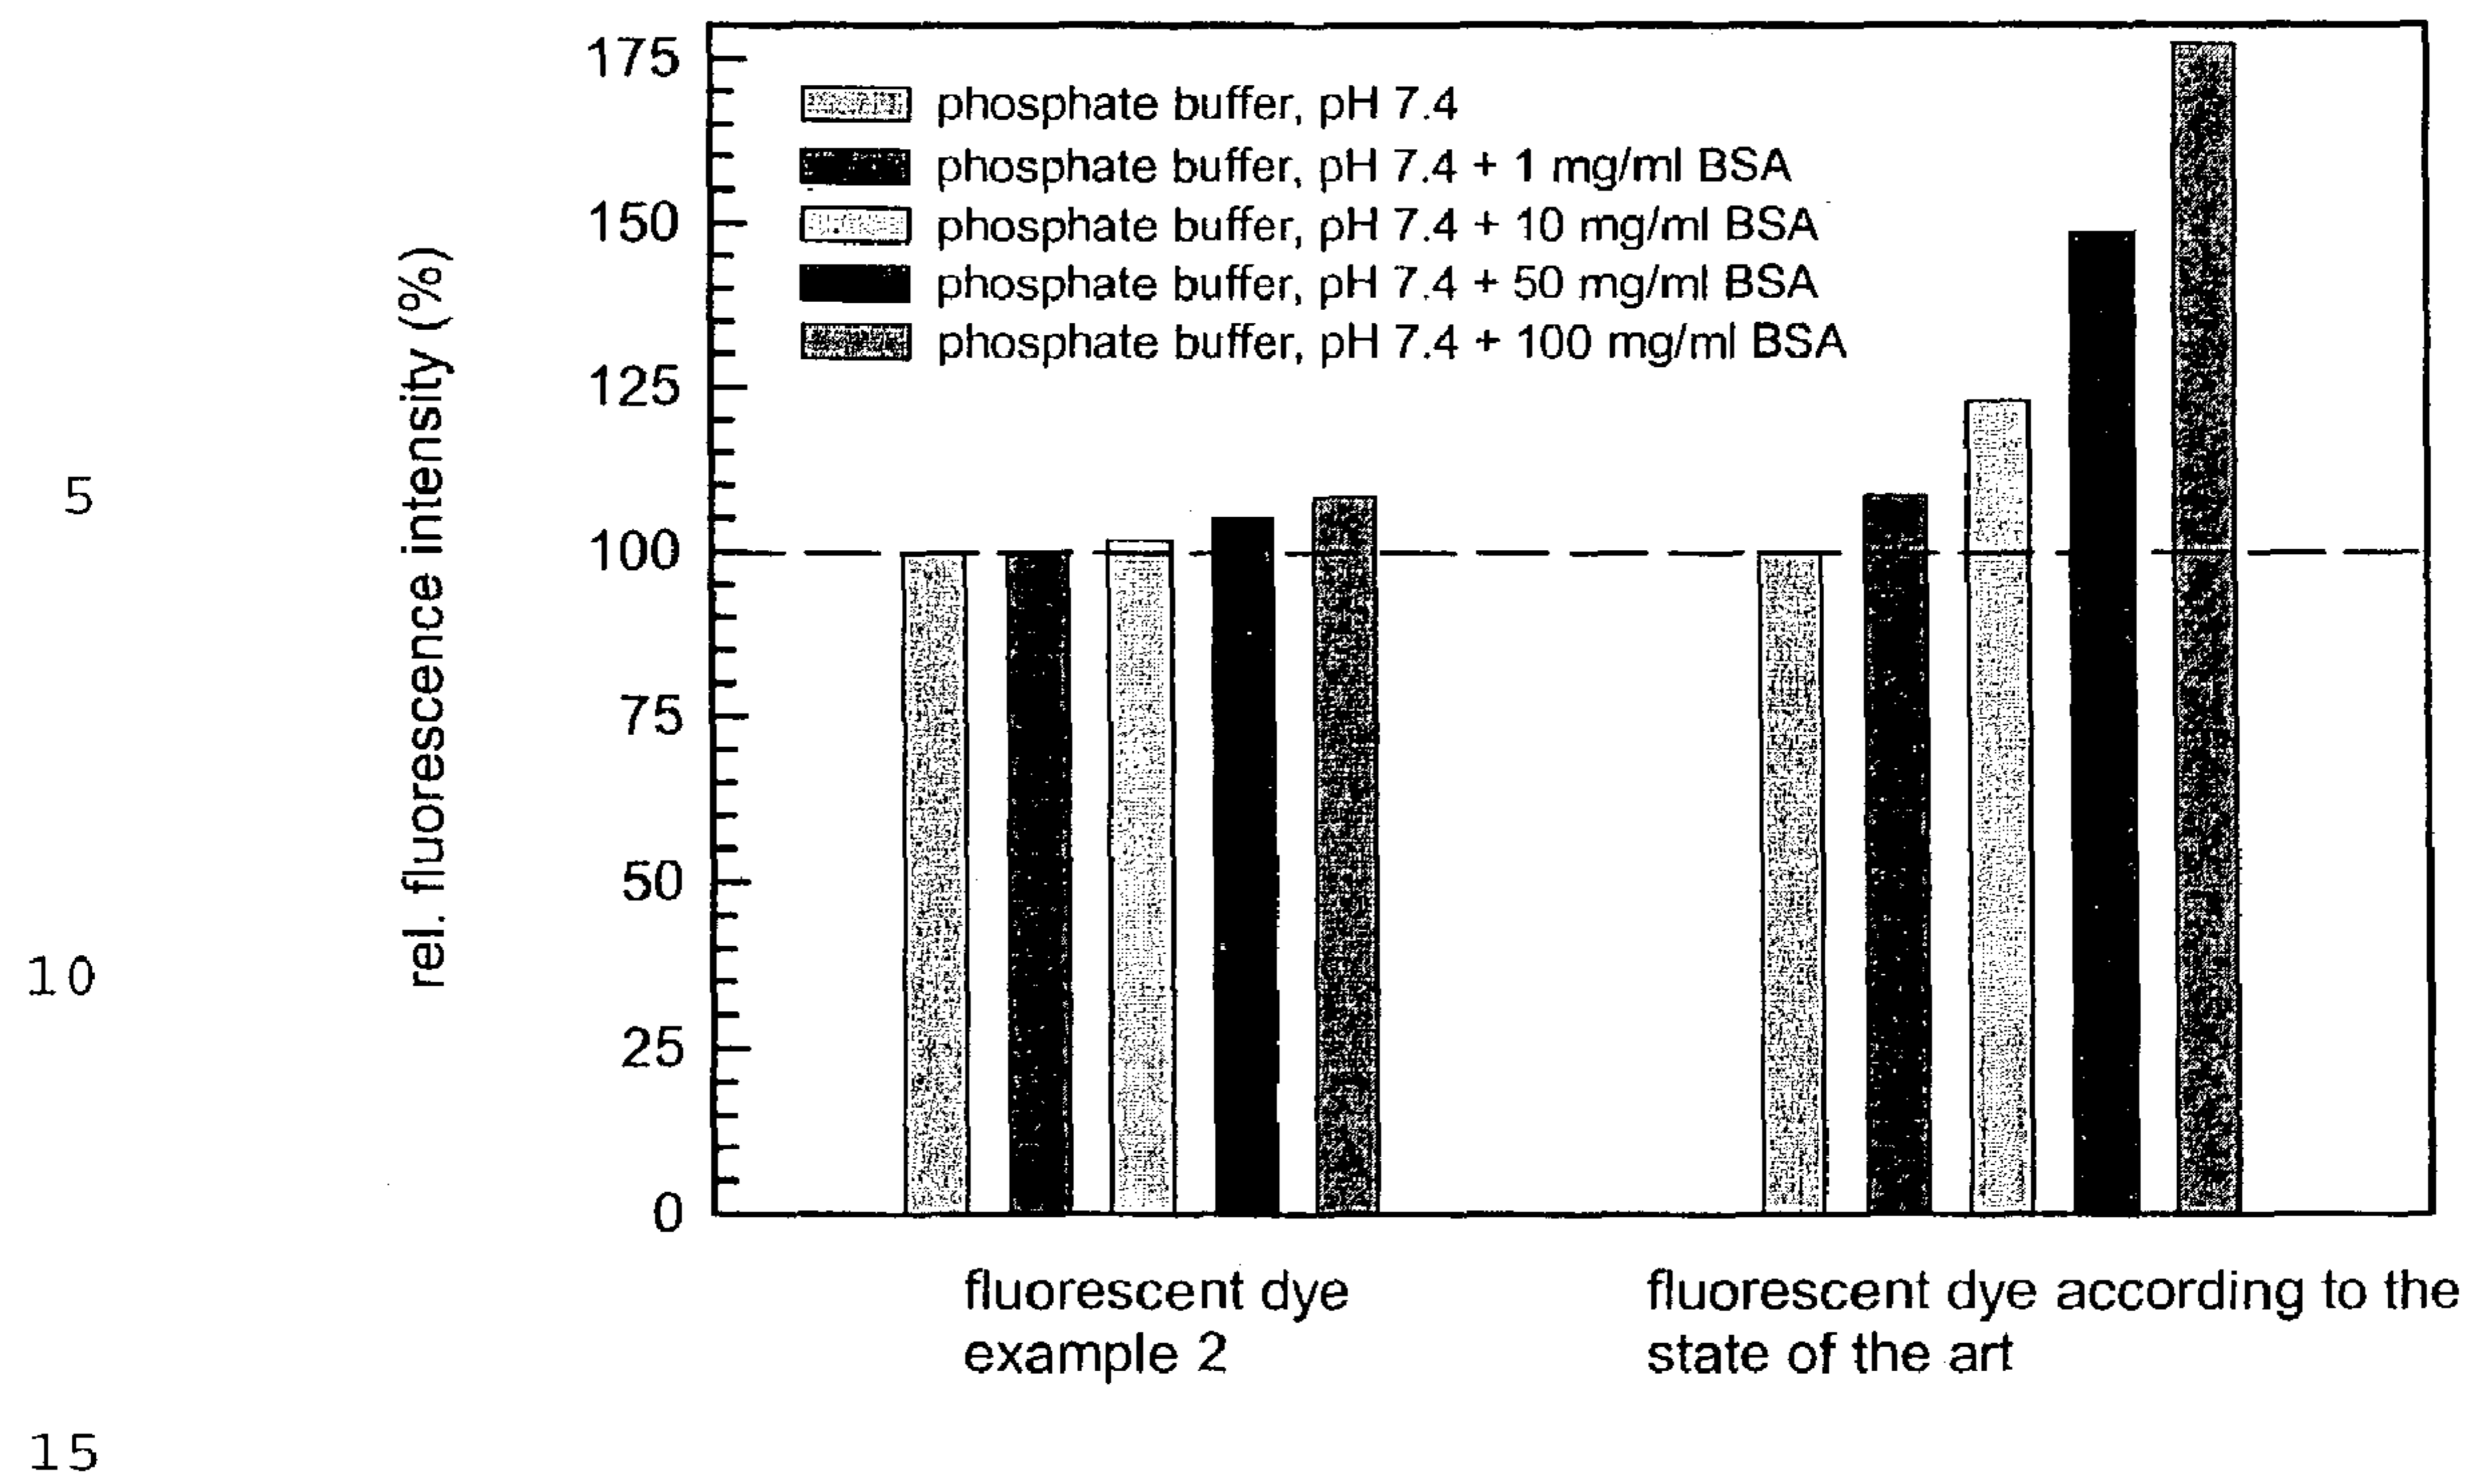 175
150
125
100
75
50
25
0
rel. fluorescence intensity (%)
phosphate buffer, pH 7.4
phosphate buffer, pH 7.4 + 1 mg/ml BSA
phosphate buffer, pH 7.4 + 10 mg/ml BSA
phosphate buffer, pH 7.4 + 50 mg/ml BSA
phosphate buffer, pH 7.4 + 100 mg/ml BSA
5
10
fluorescent dye
example 2
fluorescent dye according to the
state of the art
15